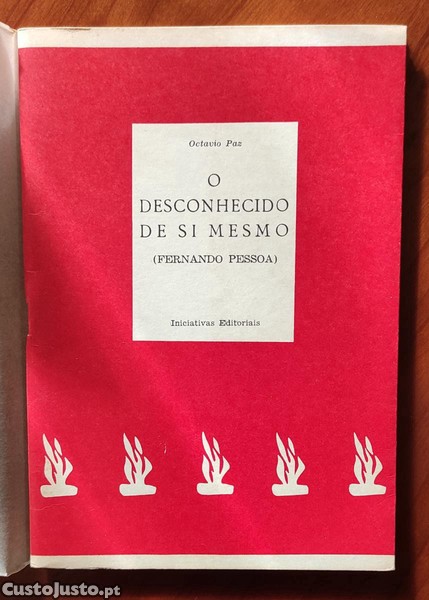 Octavio Paz
O
DESCONHECIDO
DE SI MESMO
(FERNANDO PESSOA)
Iniciativas Editoriais
CustoJusto.pt